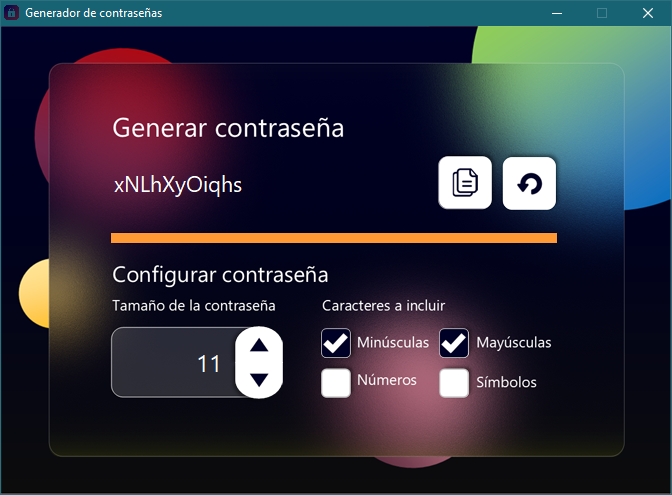 Generador de contraseñas
Generar contraseña
xNLhXyOiqhs
Configurar contraseña
Tamaño de la contraseña
Caracteres a incluir
11
Minúsculas
Mayúsculas
Números
Símbolos